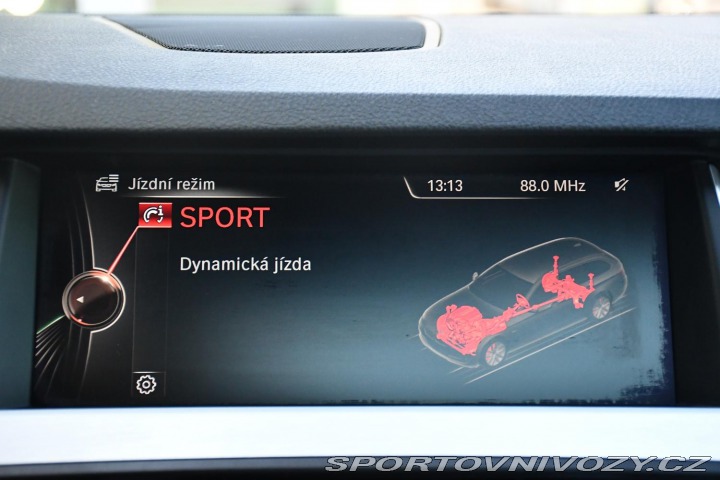 Jízdní režim
13:13
88.0 MHz
SPORT
Dynamická jízda
SPORTOVNIVOZY.CZ